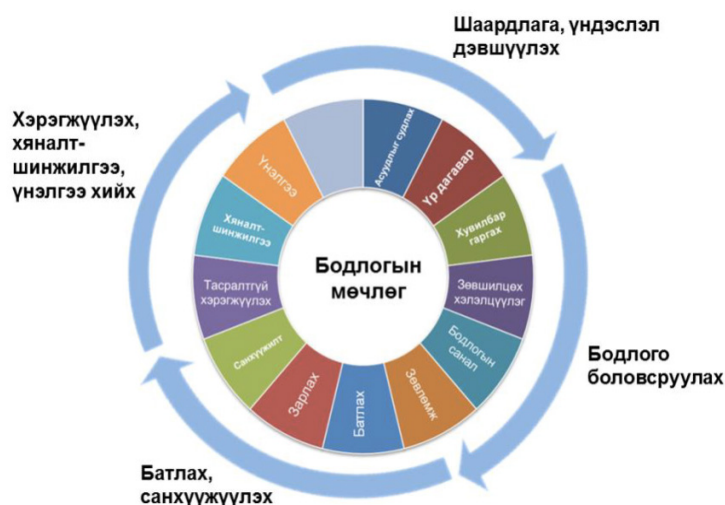 Шаардлага, үндэслэл
дэвшүүлэх
Бодлого
боловсруулах
Батлах,
санхүүжүүлэх
Хэрэгжүүлэх,
хяналт-
шинжилгээ,
үнэлгээ хийх
Бодлогын
мөчлөг
Асуудлыг судлах
Үр дагавар
Хувилбар
гаргах
Зөвшилцөх
хэлэлцүүлэг
Бодлогын
санал
Зөвлөмж
Батлах
Зарлах
Санхүүжилт
Тасралтгүй
хэрэгжүүлэх
Хяналт-
шинжилгээ
Үнэлгээ